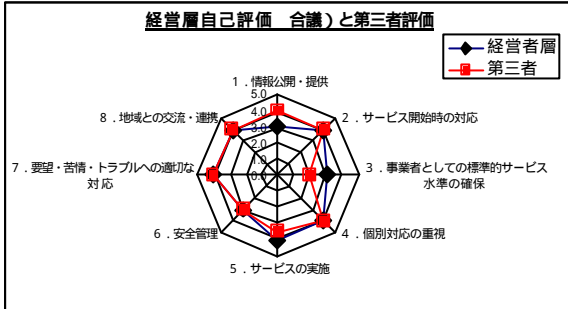 経営層自己評価 合議)と第三者評価
経営者層
第三者
1．情報公開・提供
2．サービス開始時の対応
3．事業者としての標準的サービス
水準の確保
4．個別対応の重視
5．サービスの実施
6．安全管理
7．要望・苦情・トラブルへの適切な
対応
8．地域との交流・連携
5.0
4.0
3.0
2.0
1.0
0.0